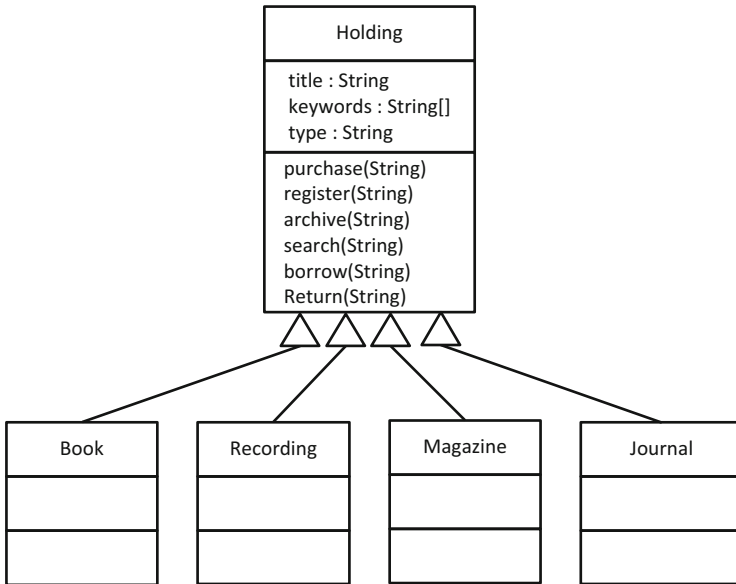 Holding
title : String
keywords : String[]
type : String
purchase(String)
register(String)
archive(String)
search(String)
borrow(String)
Return(String)
Book
Recording
Magazine
Journal